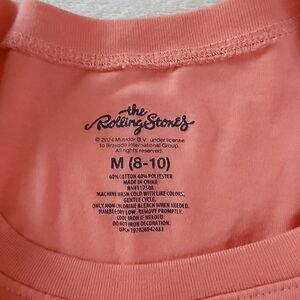 the
Rolling Stones
© 2024 Musidor B.V. under license
to Bravado International Group.
All rights reserved.
M (8-10)
60% COTTON 40% POLYESTER
MADE IN CHINA
MACHINE WASH COLD WITH LIKE COLORS,
GENTLE CYCLE.
ONLY NON-CHLORINE BLEACH WHEN NEEDED.
TUMBLE DRY LOW. REMOVE PROMPTLY.
COOL IRON IF NEEDED.
DO NOT IRON DECORATION.
UPC 197028042633